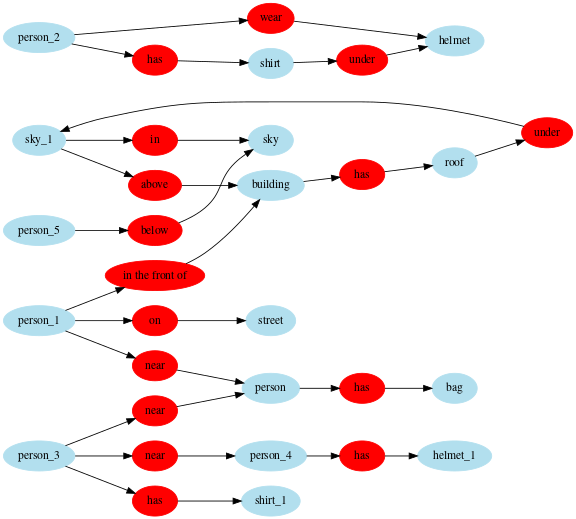 person_2
wear
helmet
has
shirt
under
sky_1
in
sky
under
above
building
has
roof
person_5
below
in the front of
person_1
on
street
near
person
has
bag
near
person_3
near
person_4
has
helmet_1
has
shirt_1